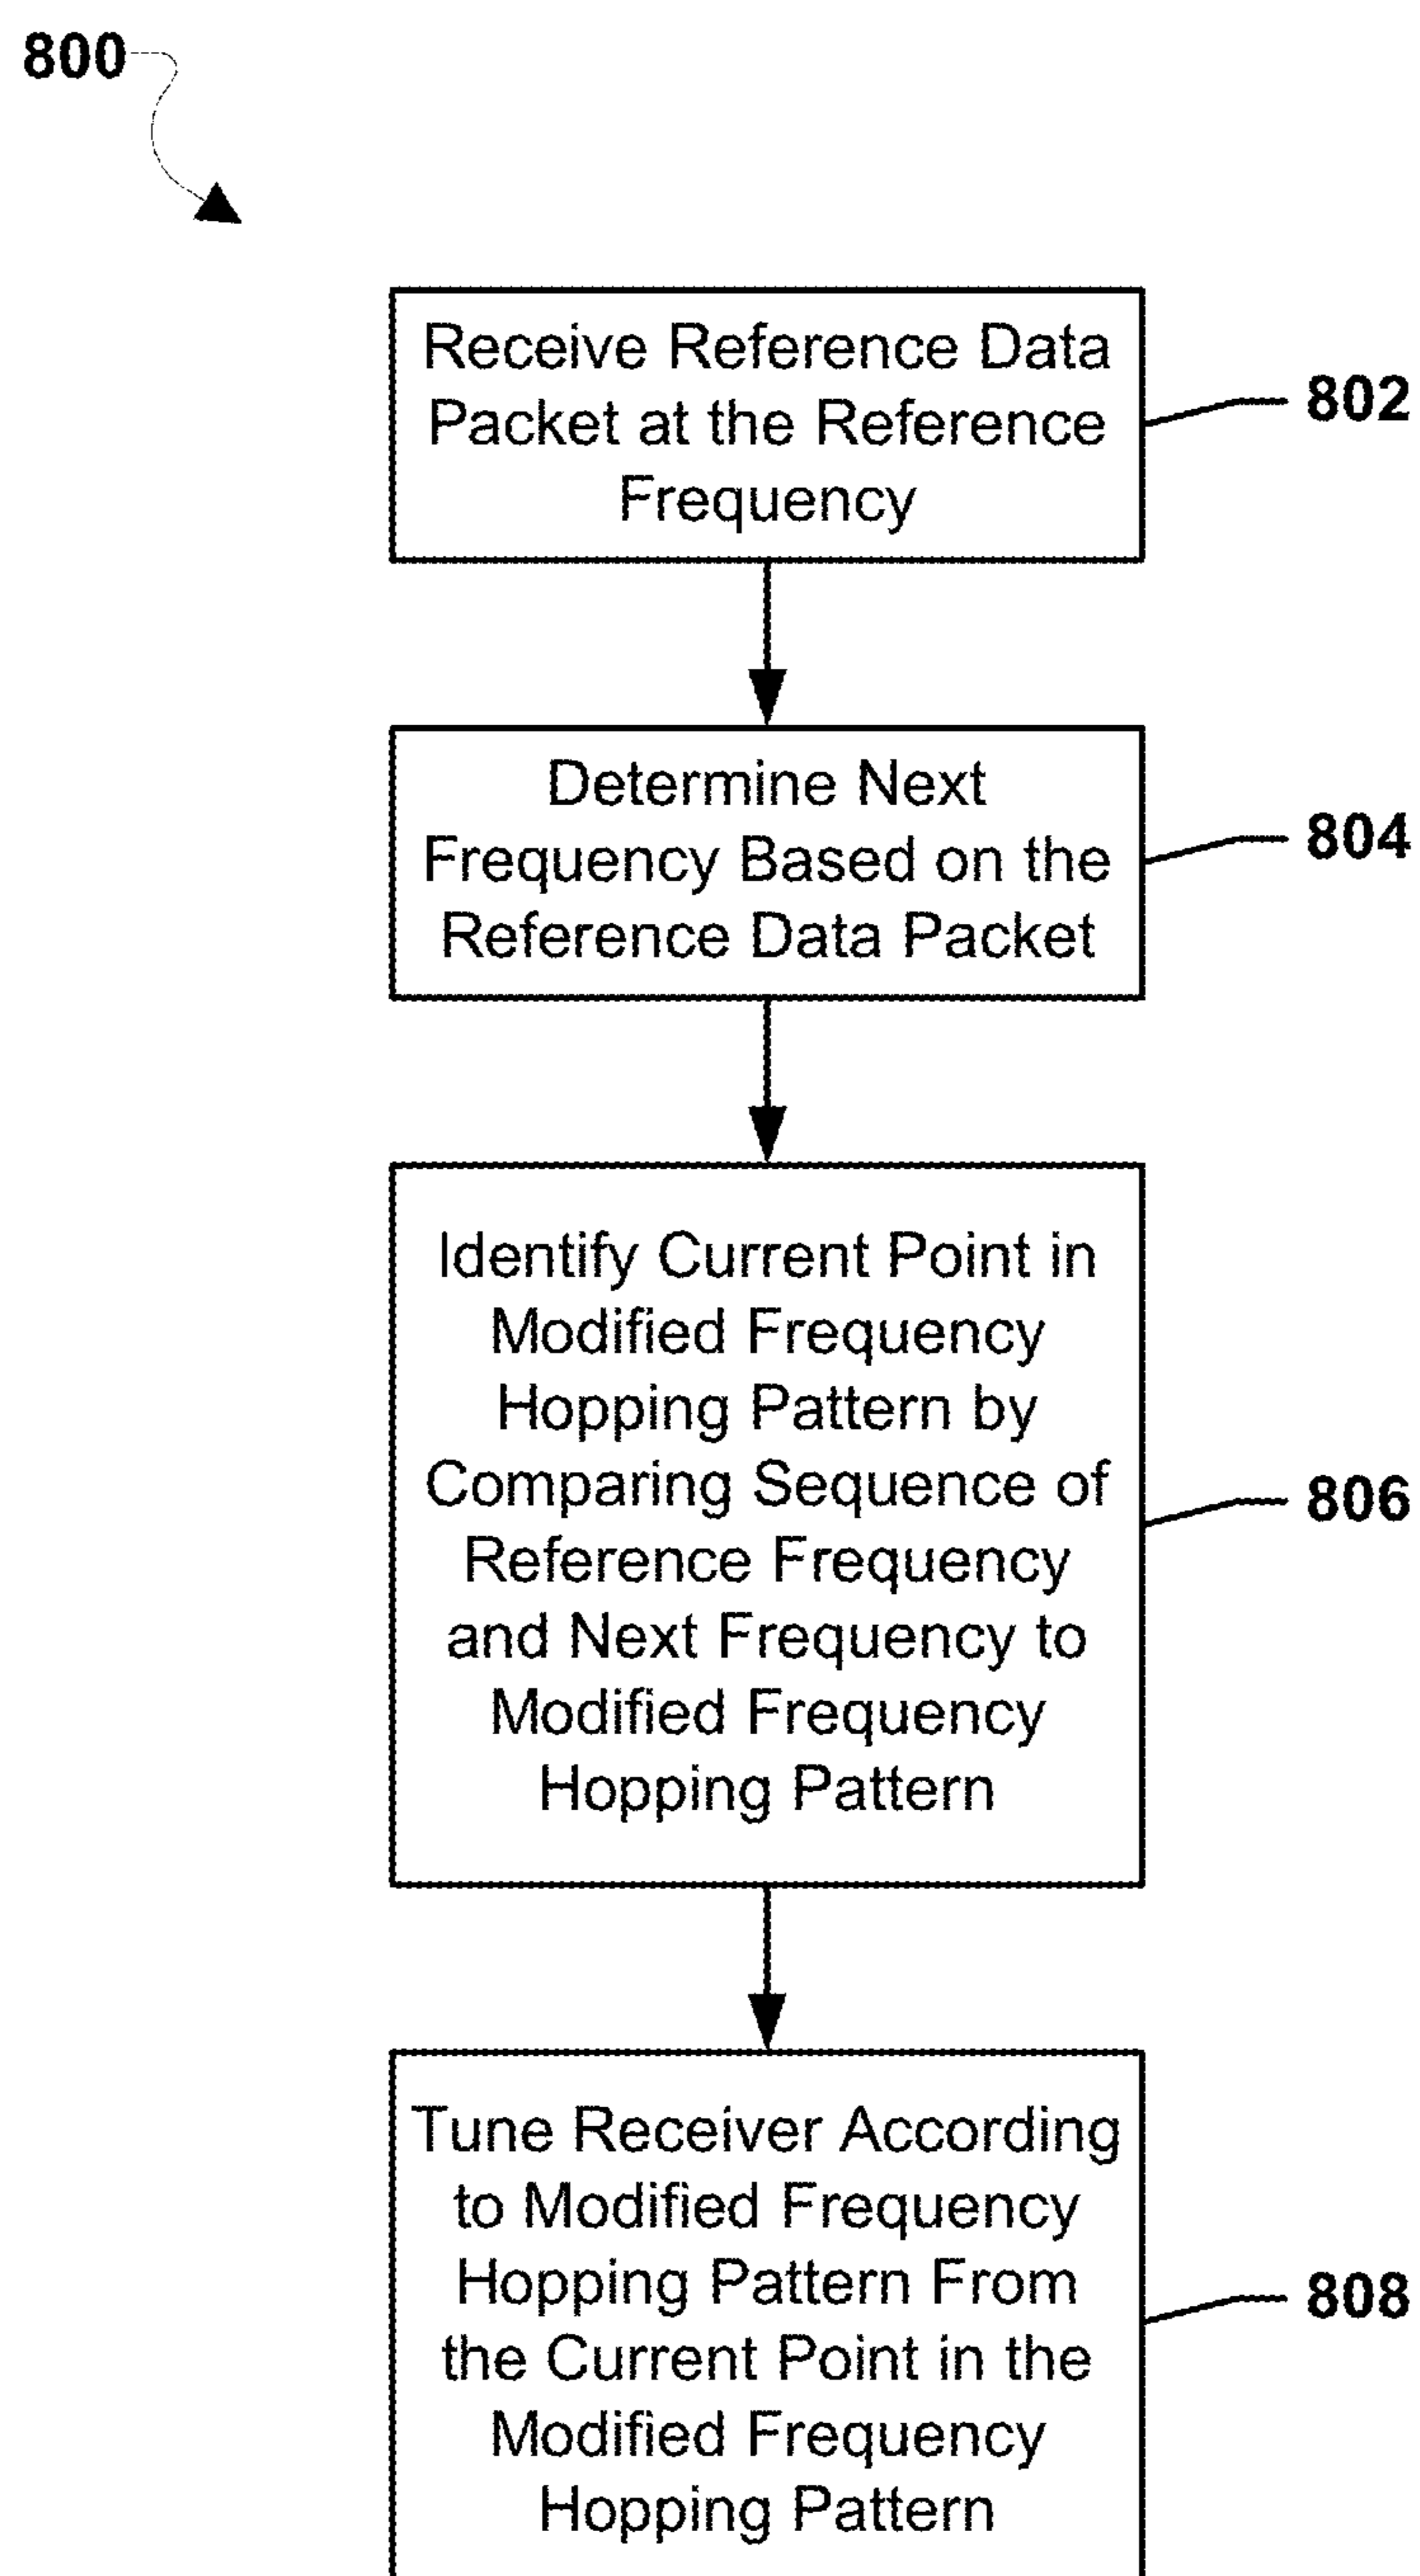 800
Receive Reference Data
Packet at the Reference
Frequency
802
Determine Next
Frequency Based on the
Reference Data Packet
804
Identify Current Point in
Modified Frequency
Hopping Pattern by
Comparing Sequence of
Reference Frequency
and Next Frequency to
Modified Frequency
Hopping Pattern
806
Tune Receiver According
to Modified Frequency
Hopping Pattern From
the Current Point in the
Modified Frequency
Hopping Pattern
808